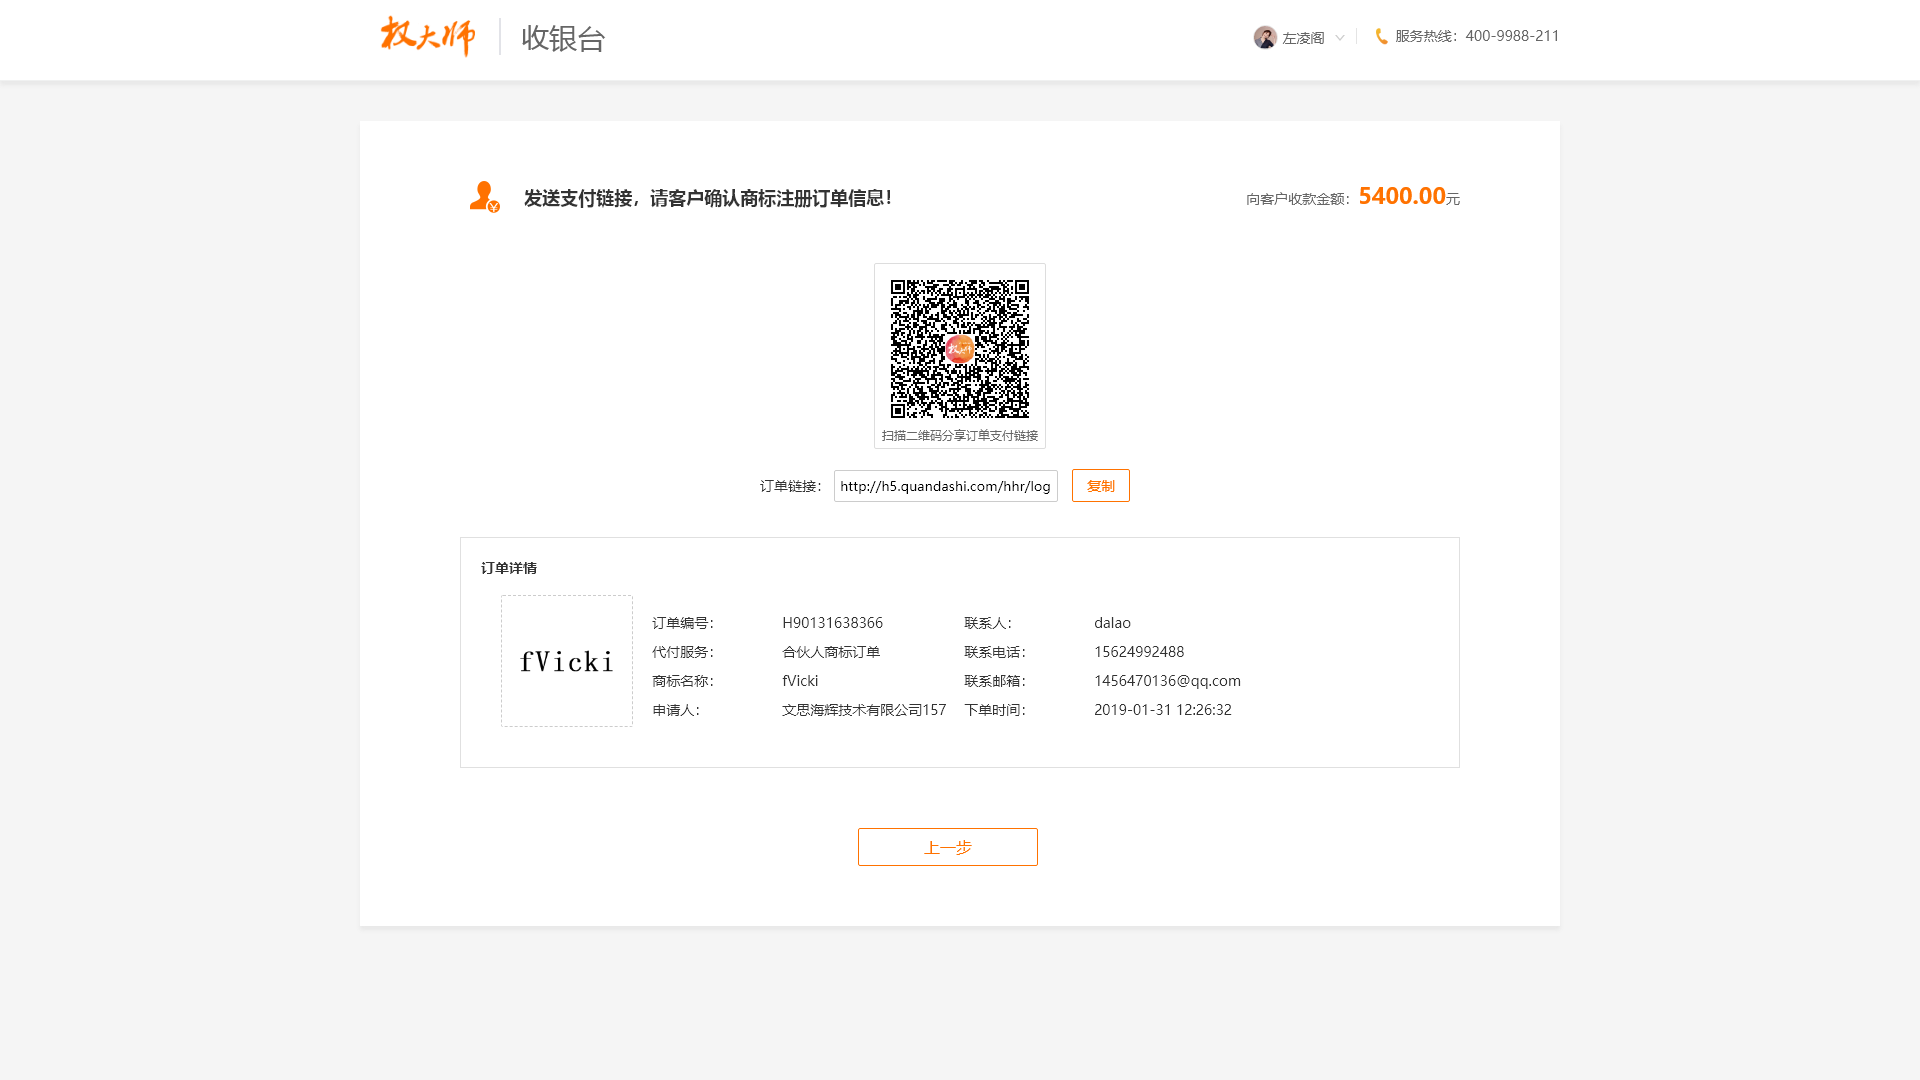 权大师
收银台
左凌阁
服务热线：400-9988-211
发送支付链接，请客户确认商标注册订单信息！
向客户收款金额：5400.00元
权大师
扫描二维码分享订单支付链接
订单链接：
http://h5.quandashi.com/hhr/log
复制
订单详情
fVicki
订单编号： H90131638366 联系人： dalao
代付服务： 合伙人商标订单 联系电话： 15624992488
商标名称： fVicki 联系邮箱： 1456470136@qq.com
申请人： 文思海辉技术有限公司157 下单时间： 2019-01-31 12:26:32
上一步